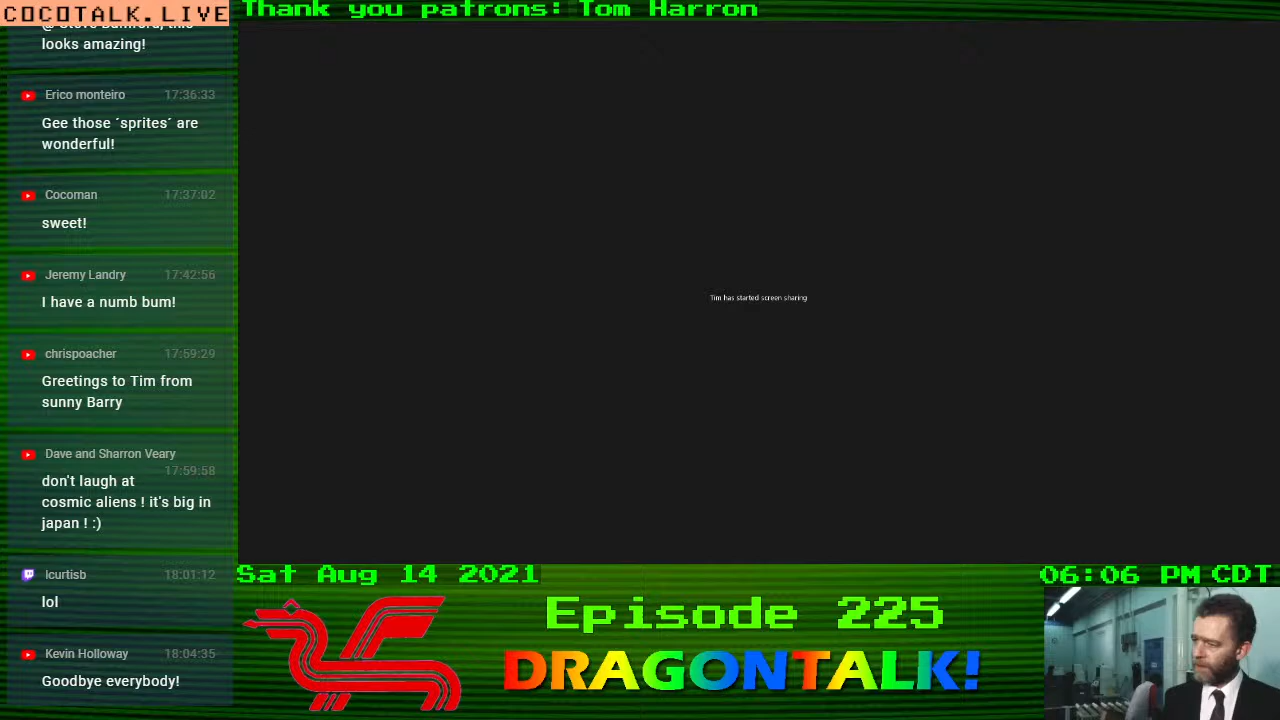 COCOTALK.LIVE
Thank you patrons: Tom Harron
looks amazing!
Erico monteiro 17:36:33
Gee those ´sprites´ are
wonderful!
Cocoman 17:37:02
sweet!
Jeremy Landry 17:42:56
I have a numb bum!
chrispoacher 17:59:29
Greetings to Tim from
sunny Barry
Dave and Sharron Veary
17:59:58
don't laugh at
cosmic aliens ! it's big in
japan ! :)
lcurtisb 18:01:12
lol
Kevin Holloway 18:04:35
Goodbye everybody!
Tim has started screen sharing
Sat Aug 14 2021
06:06 PM CDT
Episode 225
DRAGONTALK!